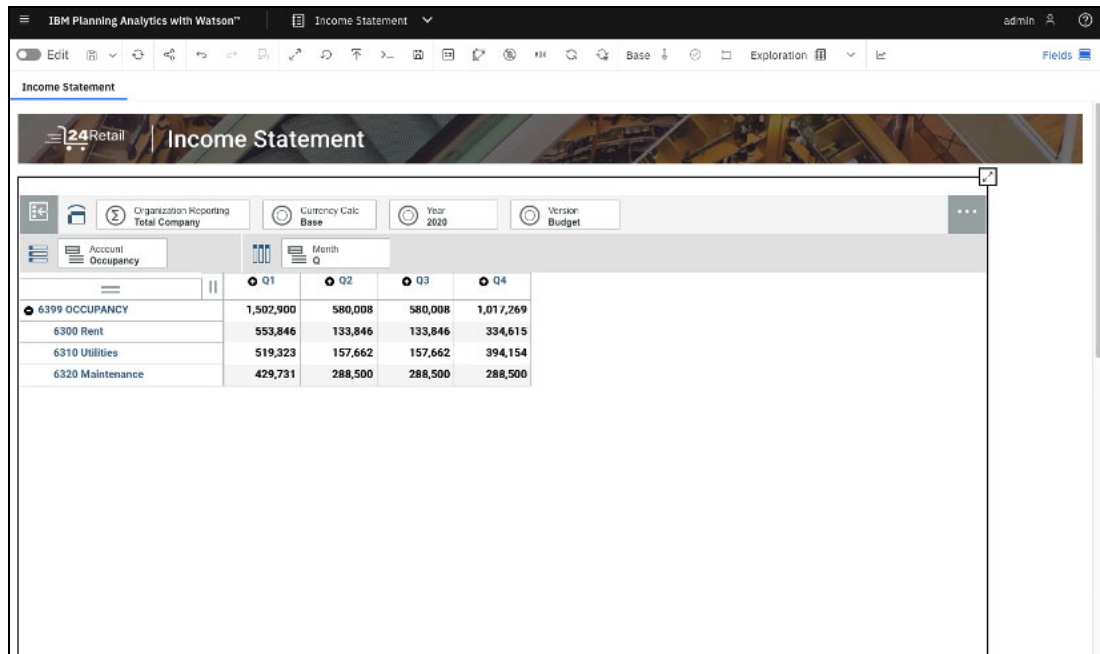 IBM Planning Analytics with Watson™ Income Statement admin
Edit Base Exploration Fields
Income Statement
24Retail Income Statement
Organization Reporting Currency Calc Year Version
Total Company Base 2020 Budget
Account Month
Occupancy Q
Q1 Q2 Q3 Q4
6399 OCCUPANCY 1,502,900 580,008 580,008 1,017,269
6300 Rent 553,846 133,846 133,846 334,615
6310 Utilities 519,323 157,662 157,662 394,154
6320 Maintenance 429,731 288,500 288,500 288,500